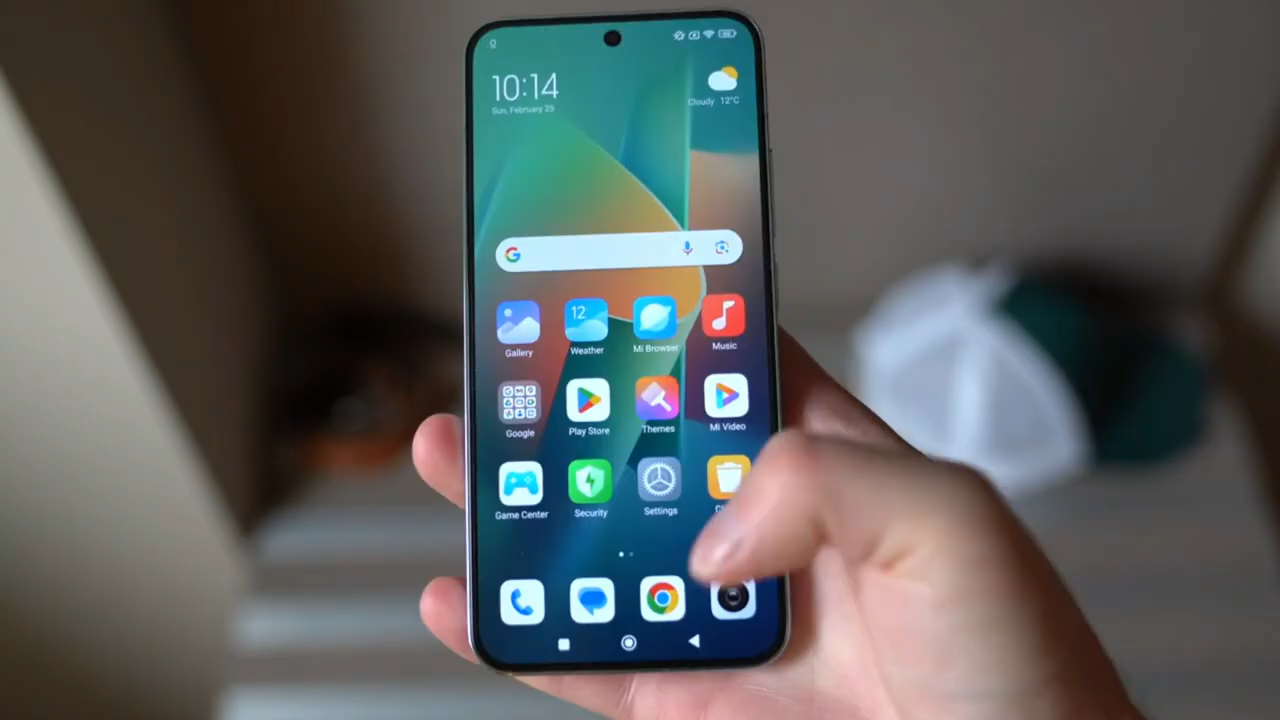 10:14
Sun, February 25
Cloudy 12°C
12
Gallery
Weather
Mi Browser
Music
Google
Play Store
Themes
Mi Video
Game Center
Security
Settings